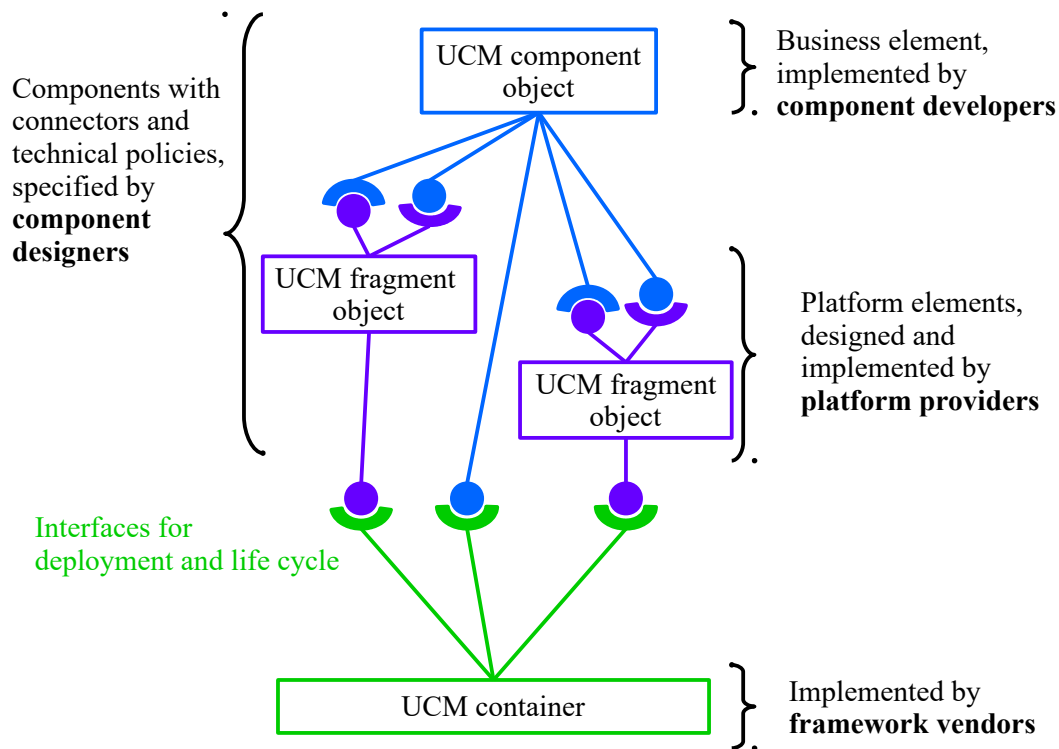 UCM component
object
Business element,
implemented by
component developers
Components with
connectors and
technical policies,
specified by
component
designers
UCM fragment
object
Platform elements,
designed and
implemented by
platform providers
UCM fragment
object
Interfaces for
deployment and life cycle
UCM container
Implemented by
framework vendors